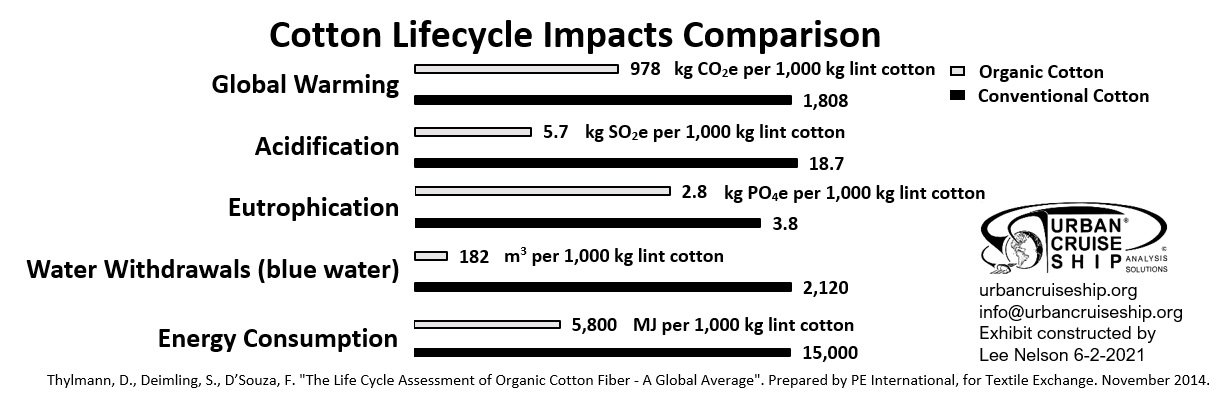 Cotton Lifecycle Impacts Comparison
Global Warming
978 kg CO₂e per 1,000 kg lint cotton
1,808
Organic Cotton
Conventional Cotton
Acidification
5.7 kg SO₂e per 1,000 kg lint cotton
18.7
Eutrophication
2.8 kg PO₄e per 1,000 kg lint cotton
3.8
Water Withdrawals (blue water)
182 m³ per 1,000 kg lint cotton
2,120
Energy Consumption
5,800 MJ per 1,000 kg lint cotton
15,000
URBAN®
CRUISE ©
SHIP ANALYSIS
SOLUTIONS
urbancruiseship.org
info@urbancruiseship.org
Exhibit constructed by
Lee Nelson 6-2-2021
Thylmann, D., Deimling, S., D’Souza, F. "The Life Cycle Assessment of Organic Cotton Fiber - A Global Average". Prepared by PE International, for Textile Exchange. November 2014.